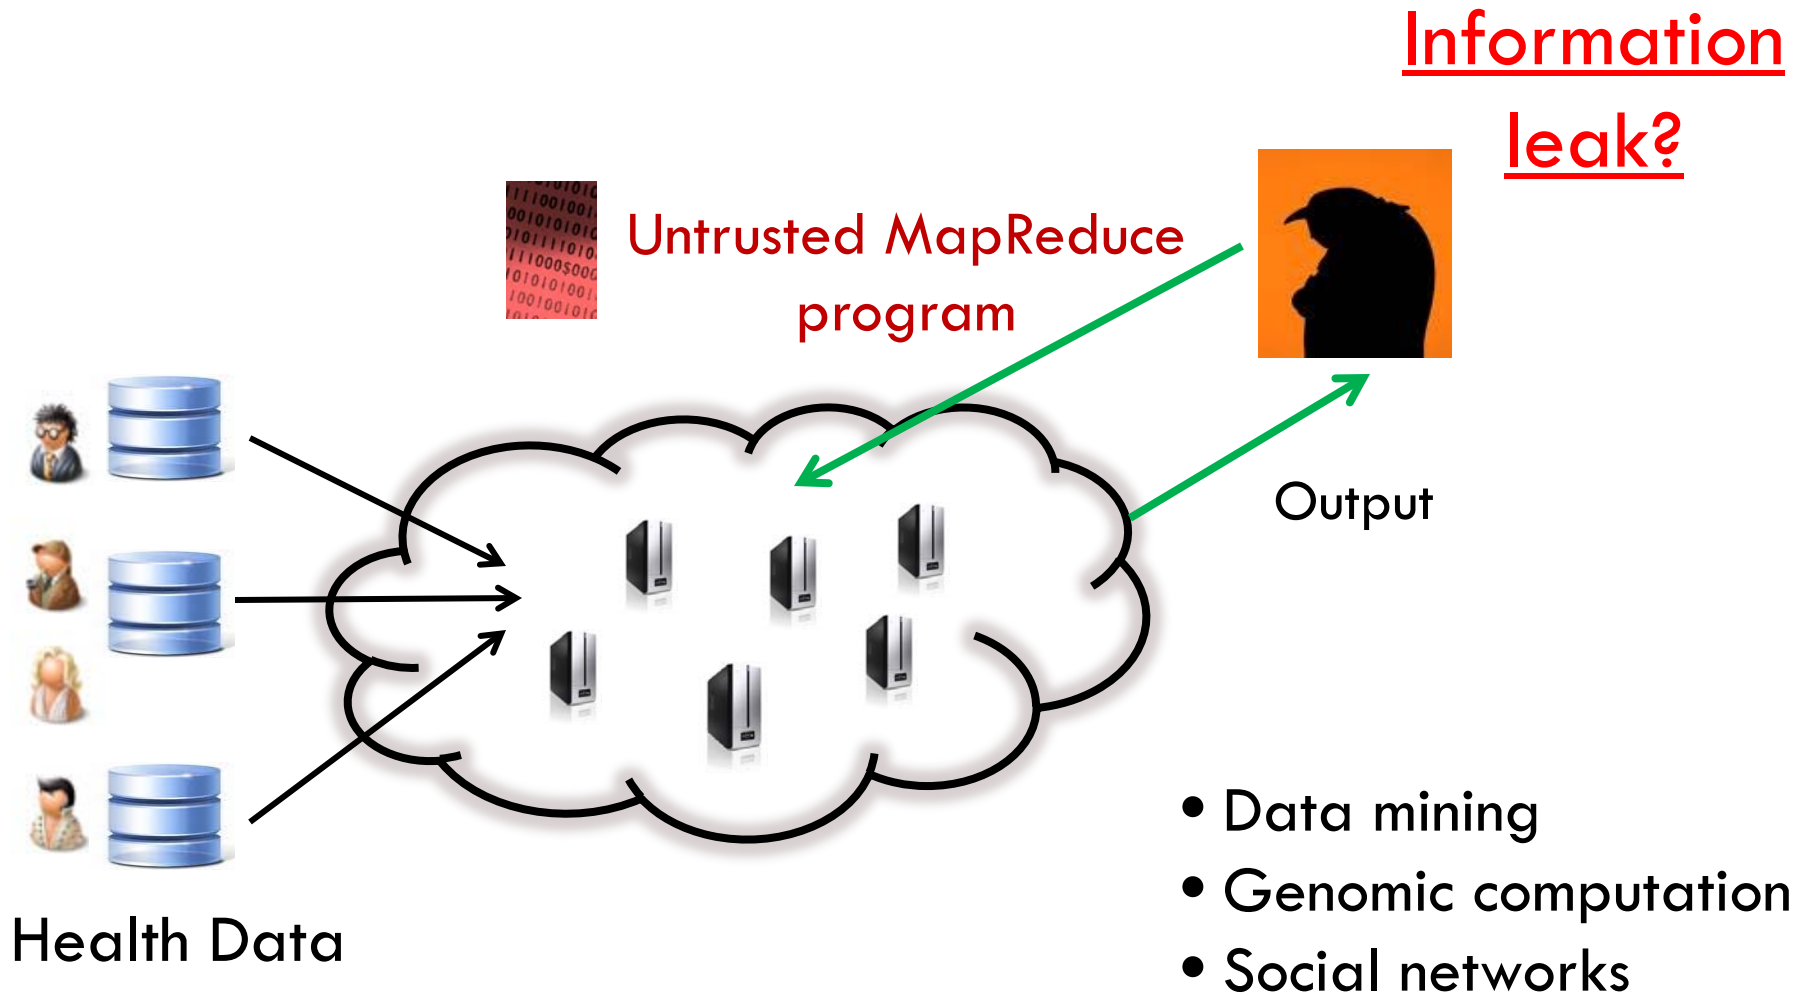 Information
leak?
Untrusted MapReduce
program
Output
Health Data
• Data mining
• Genomic computation
• Social networks